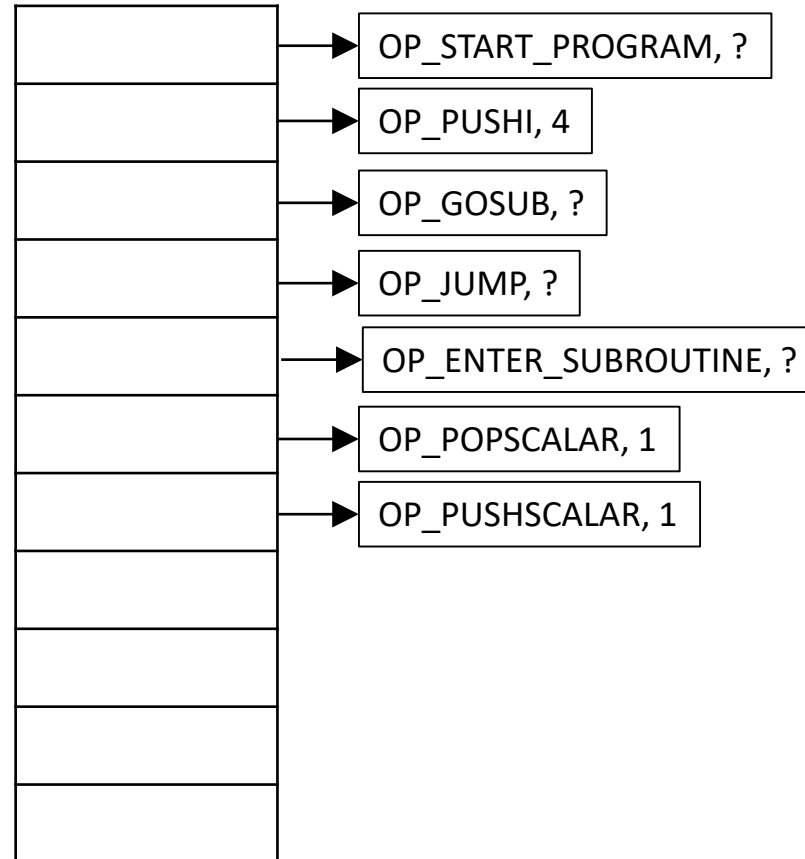 OP_START_PROGRAM, ?
OP_PUSHI, 4
OP_GOSUB, ?
OP_JUMP, ?
OP_ENTER_SUBROUTINE, ?
OP_POPSCALAR, 1
OP_PUSHSCALAR, 1